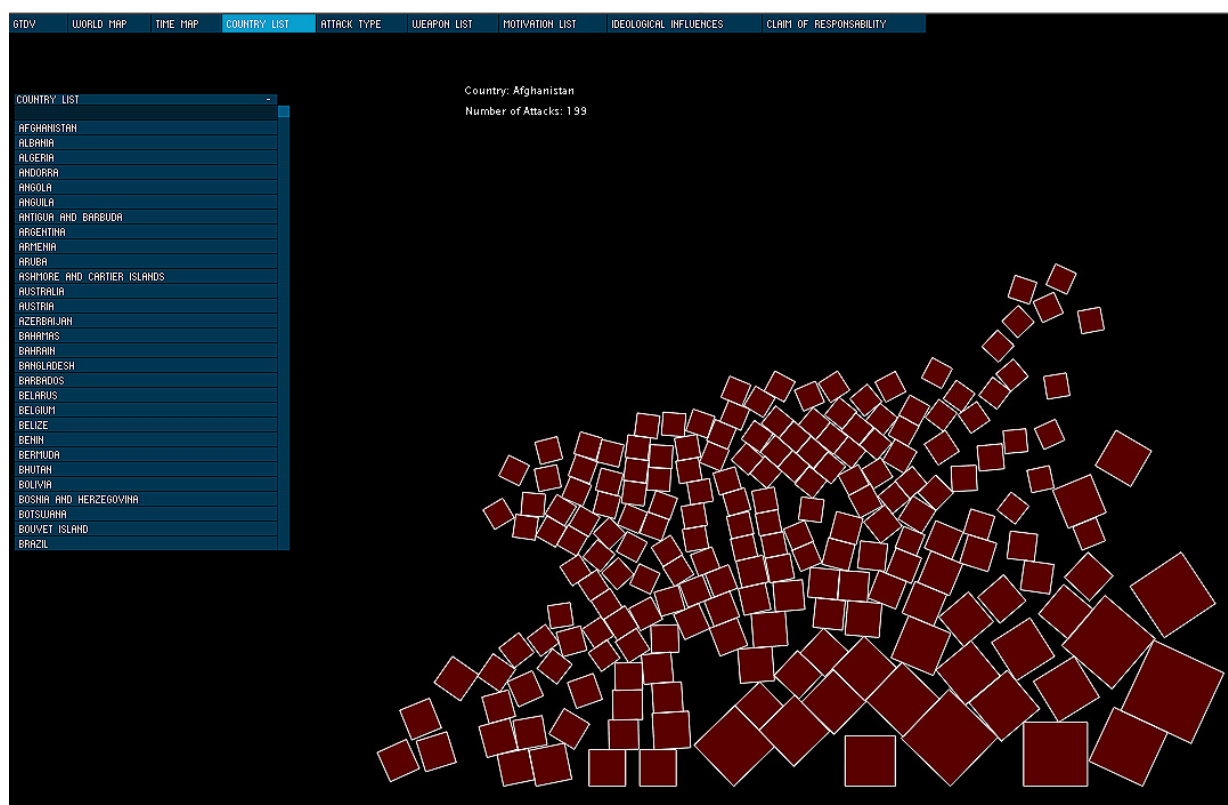 GTDV WORLD MAP TIME MAP COUNTRY LIST ATTACK TYPE WEAPON LIST MOTIVATION LIST IDEOLOGICAL INFLUENCES CLAIM OF RESPONSABILITY
Country: Afghanistan
Number of Attacks: 199
COUNTRY LIST -
AFGHANISTAN
ALBANIA
ALGERIA
ANDORRA
ANGOLA
ANGUILA
ANTIGUA AND BARBUDA
ARGENTINA
ARMENIA
ARUBA
ASHMORE AND CARTIER ISLANDS
AUSTRALIA
AUSTRIA
AZERBAIJAN
BAHAMAS
BAHRAIN
BANGLADESH
BARBADOS
BELARUS
BELGIUM
BELIZE
BENIN
BERMUDA
BHUTAN
BOLIVIA
BOSNIA AND HERZEGOVINA
BOTSWANA
BOUVET ISLAND
BRAZIL